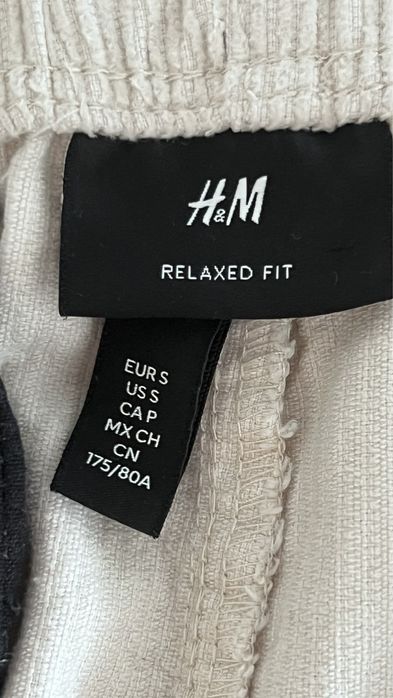 H&M
RELAXED FIT
EUR S
US S
CA P
MX CH
CN
175/80A